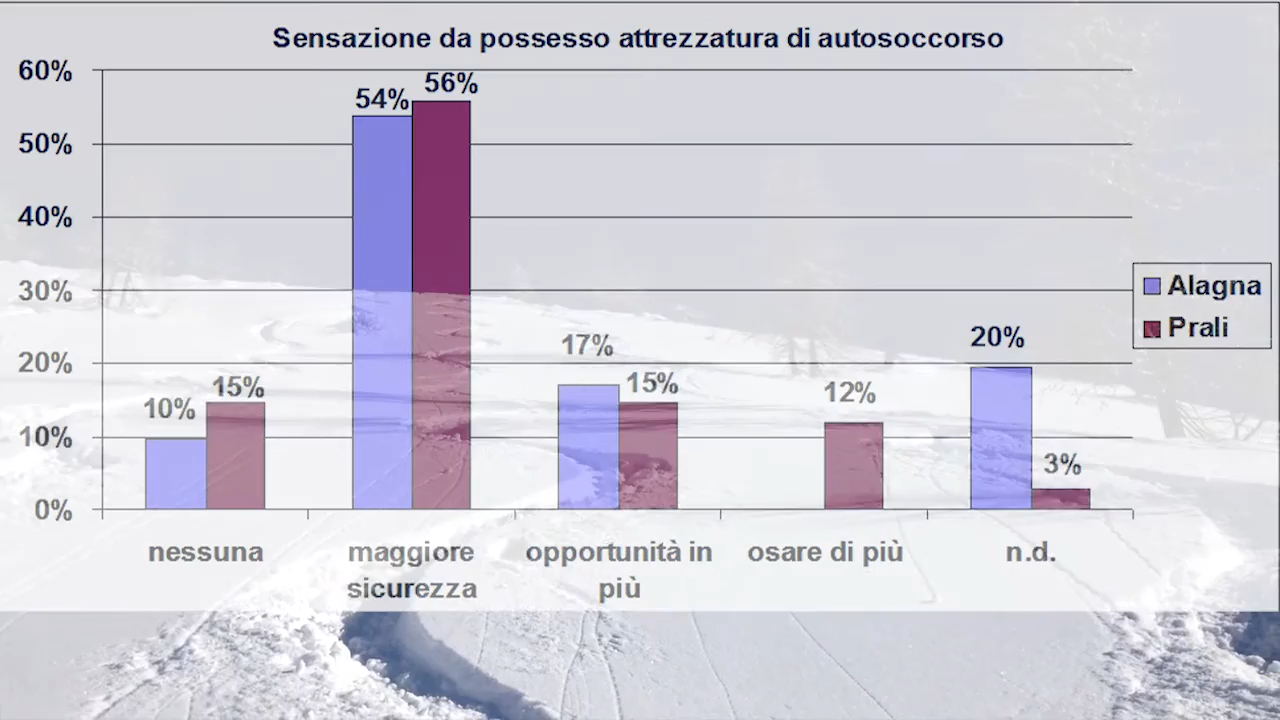 Sensazione da possesso attrezzatura di autosoccorso
60%
50%
40%
30%
20%
10%
0%
10%
15%
54%
56%
17%
15%
12%
20%
3%
nessuna
maggiore
sicurezza
opportunità in
più
osare di più
n.d.
Alagna
Prali